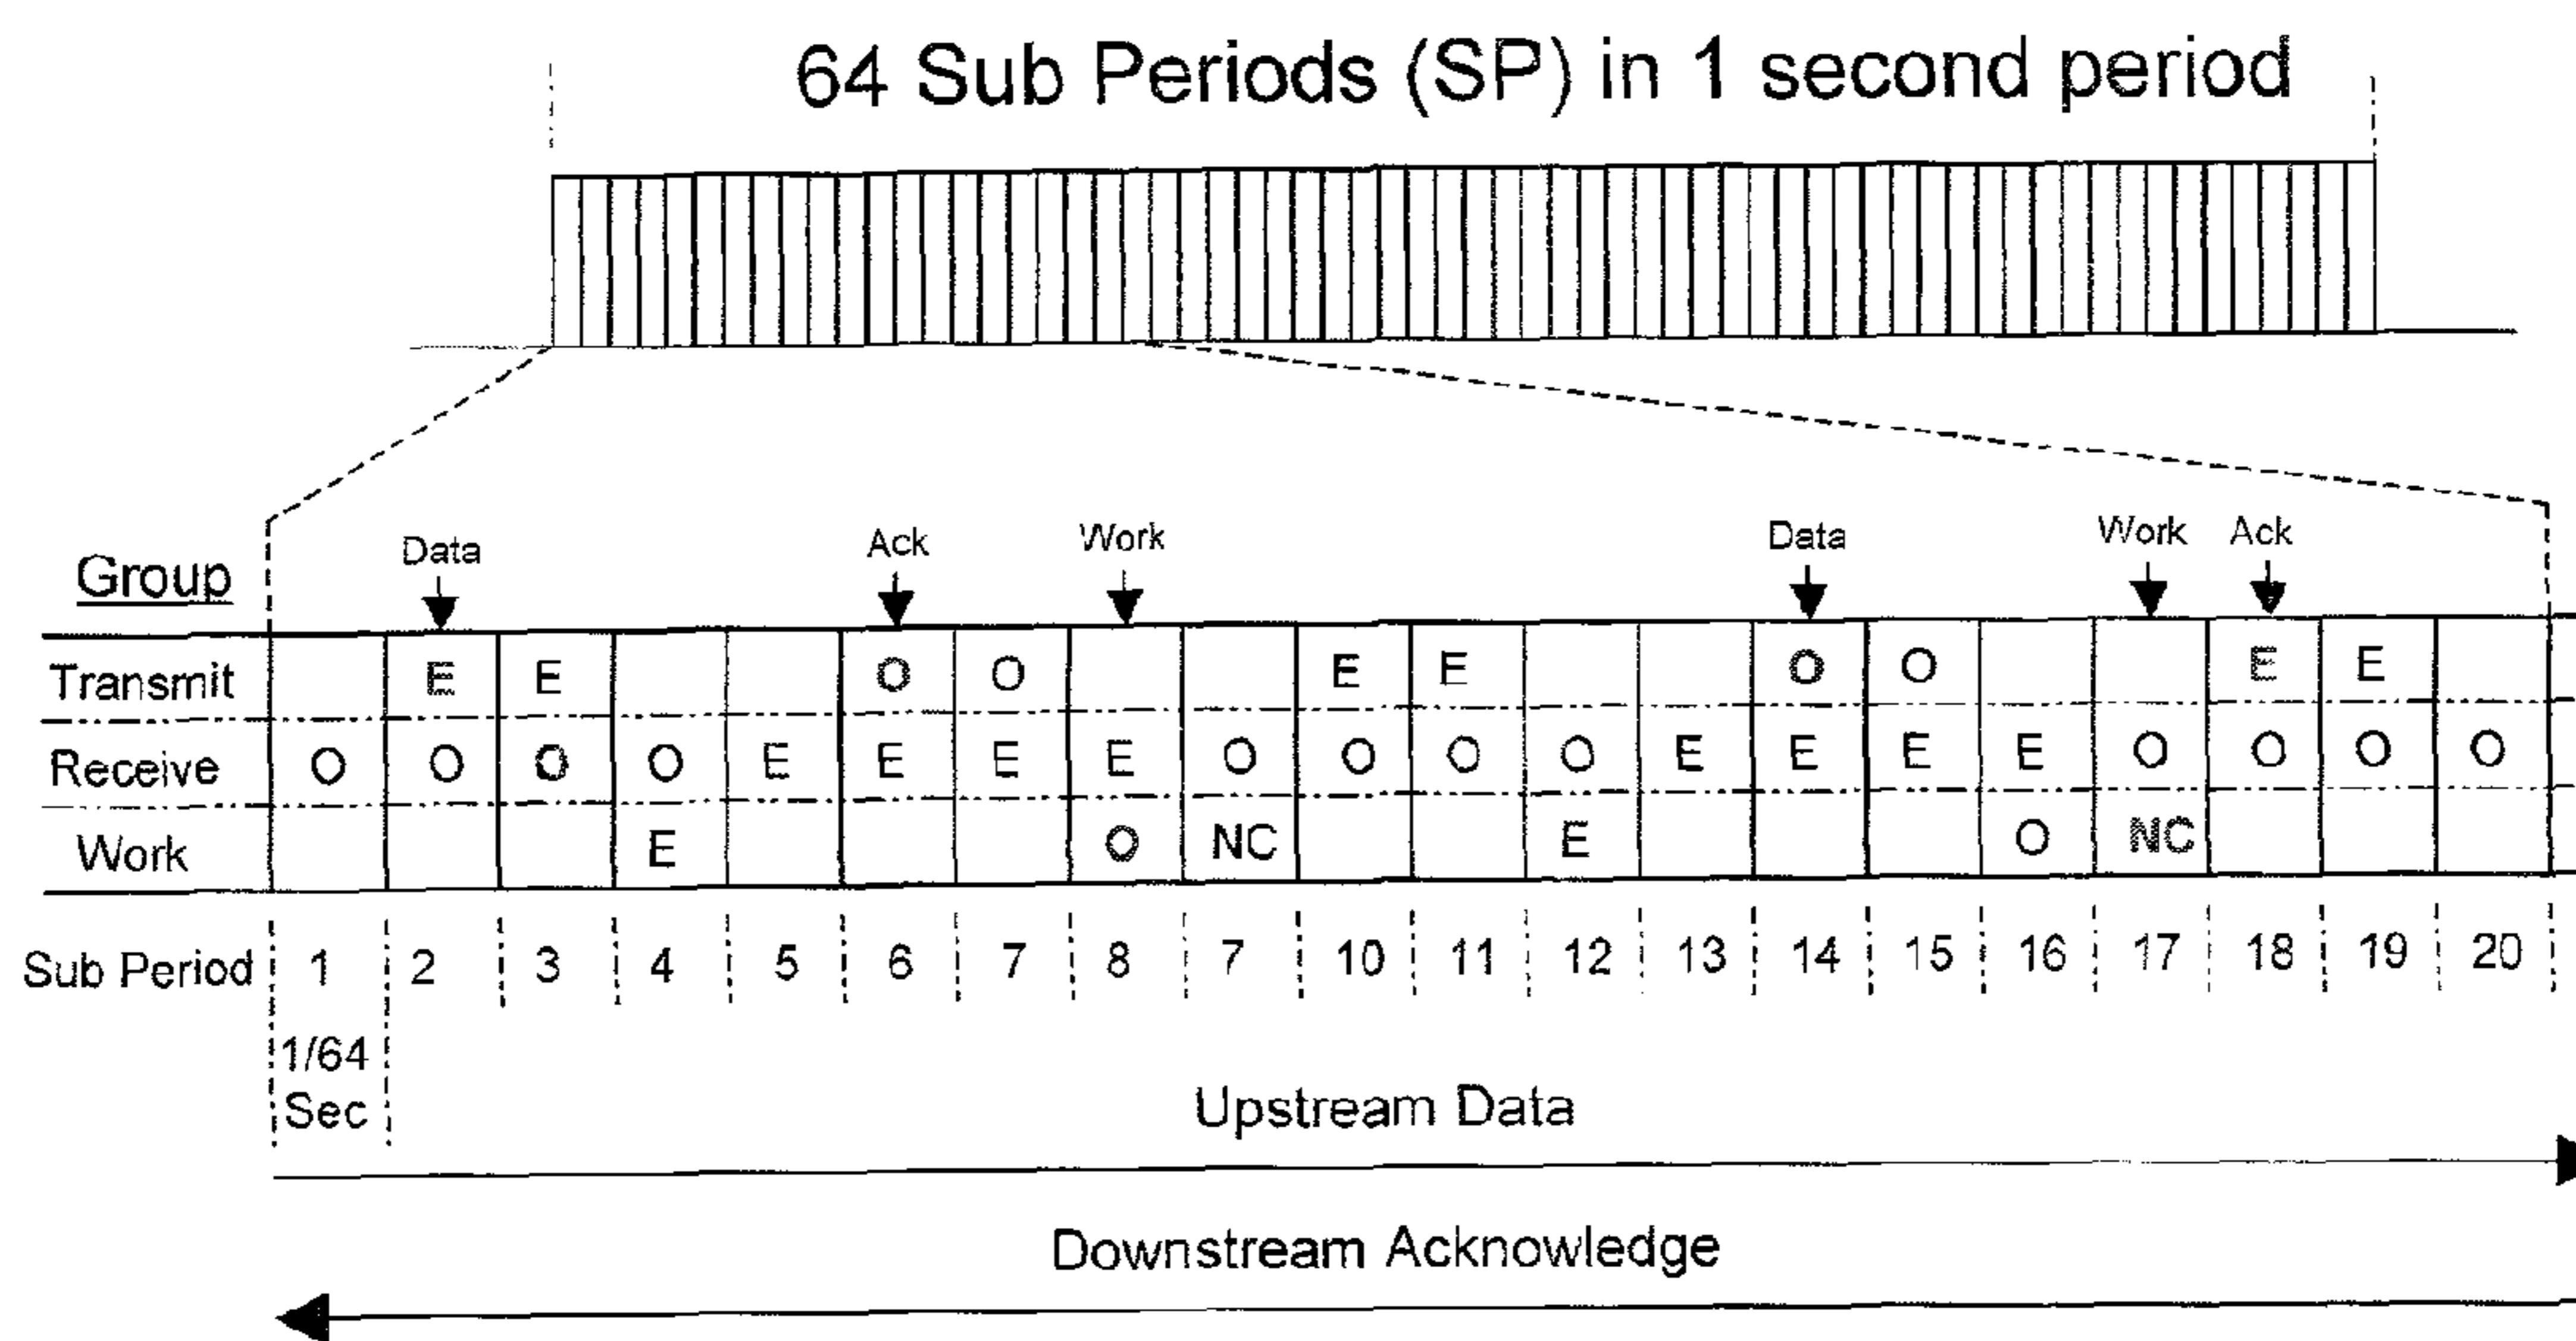 64 Sub Periods (SP) in 1 second period
Group Data Ack Work Data Work Ack
Transmit E E O O E E O O E E
Receive O O O O E E E E O O O O E E E E O O O O
Work E O NC E O NC
Sub Period 1 2 3 4 5 6 7 8 7 10 11 12 13 14 15 16 17 18 19 20
1/64
Sec
Upstream Data
Downstream Acknowledge